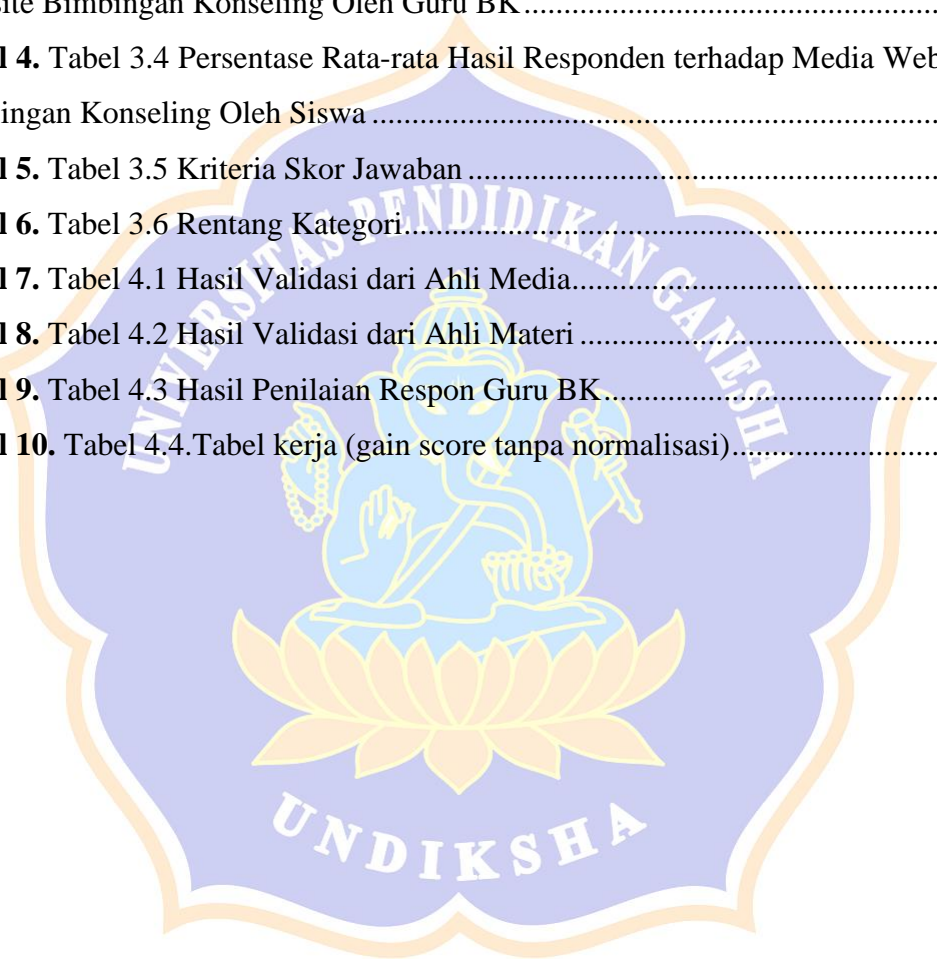 site Bimbingan Konseling Oleh Guru BK
l 4. Tabel 3.4 Persentase Rata-rata Hasil Responden terhadap Media Web
ingan Konseling Oleh Siswa
l 5. Tabel 3.5 Kriteria Skor Jawaban
l 6. Tabel 3.6 Rentang Kategori
l 7. Tabel 4.1 Hasil Validasi dari Ahli Media
l 8. Tabel 4.2 Hasil Validasi dari Ahli Materi
l 9. Tabel 4.3 Hasil Penilaian Respon Guru BK
l 10. Tabel 4.4.Tabel kerja (gain score tanpa normalisasi)
UNIVERSITAS PENDIDIKAN GANESHA
UNDIKSHA